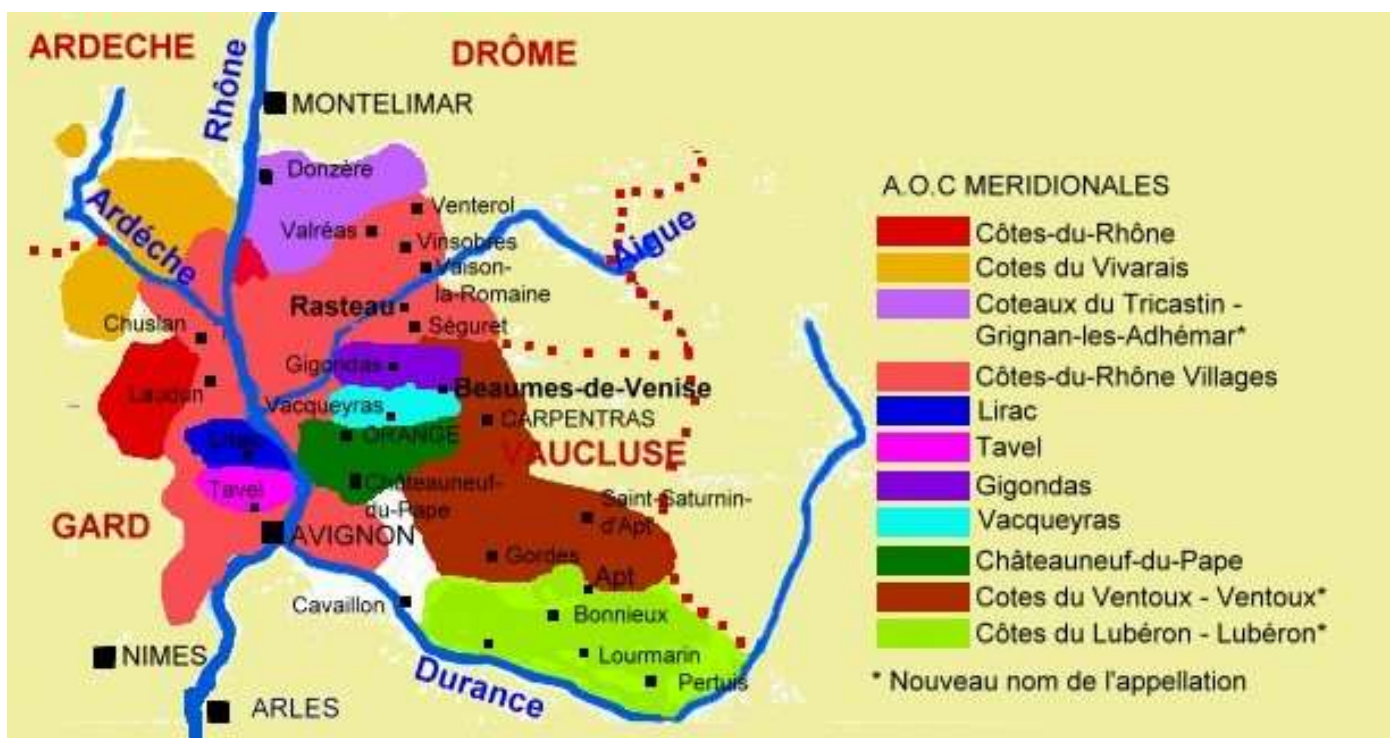 ARDECHE
DRÔME
Rhône
MONTELIMAR
Donzère
Ardéche
Venterol
Valréas
Vinsobres
Aigue
Vaison-
la-Romaine
Rasteau
Chuslan
Séguret
Gigondas
Laudun
Beaumes-de-Venise
Vacqueyras
CARPENTRAS
ORANGE
Lirac
VAUCLUSE
Tavel
Châteauneuf-
du-Pape
Saint-Saturnin-
d'Apt
GARD
AVIGNON
Gordes
Apt
Cavaillon
Bonnieux
NIMES
Lourmarin
Durance
Pertuis
ARLES
A.O.C MERIDIONALES
Côtes-du-Rhône
Cotes du Vivarais
Coteaux du Tricastin -
Grignan-les-Adhémar*
Côtes-du-Rhône Villages
Lirac
Tavel
Gigondas
Vacqueyras
Châteauneuf-du-Pape
Cotes du Ventoux - Ventoux*
Côtes du Lubéron - Lubéron*
* Nouveau nom de l'appellation